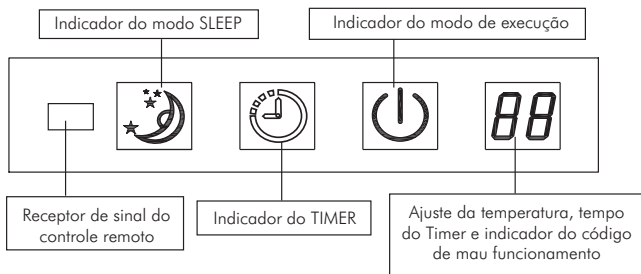 Indicador do modo SLEEP
Indicador do modo de execução
88
Receptor de sinal do
controle remoto
Indicador do TIMER
Ajuste da temperatura, tempo
do Timer e indicador do código
de mau funcionamento